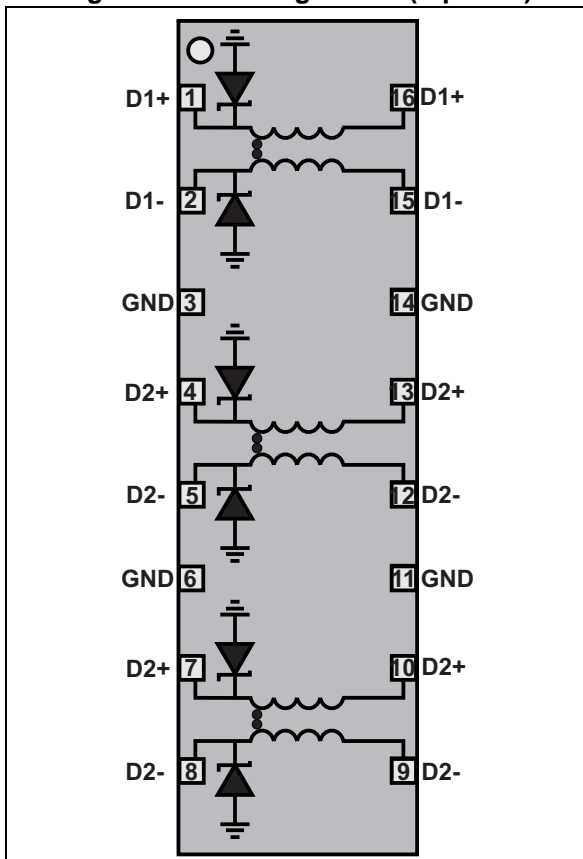 D1+ 1 16 D1+
D1- 2 15 D1-
GND 3 14 GND
D2+ 4 13 D2+
D2- 5 12 D2-
GND 6 11 GND
D2+ 7 10 D2+
D2- 8 9 D2-